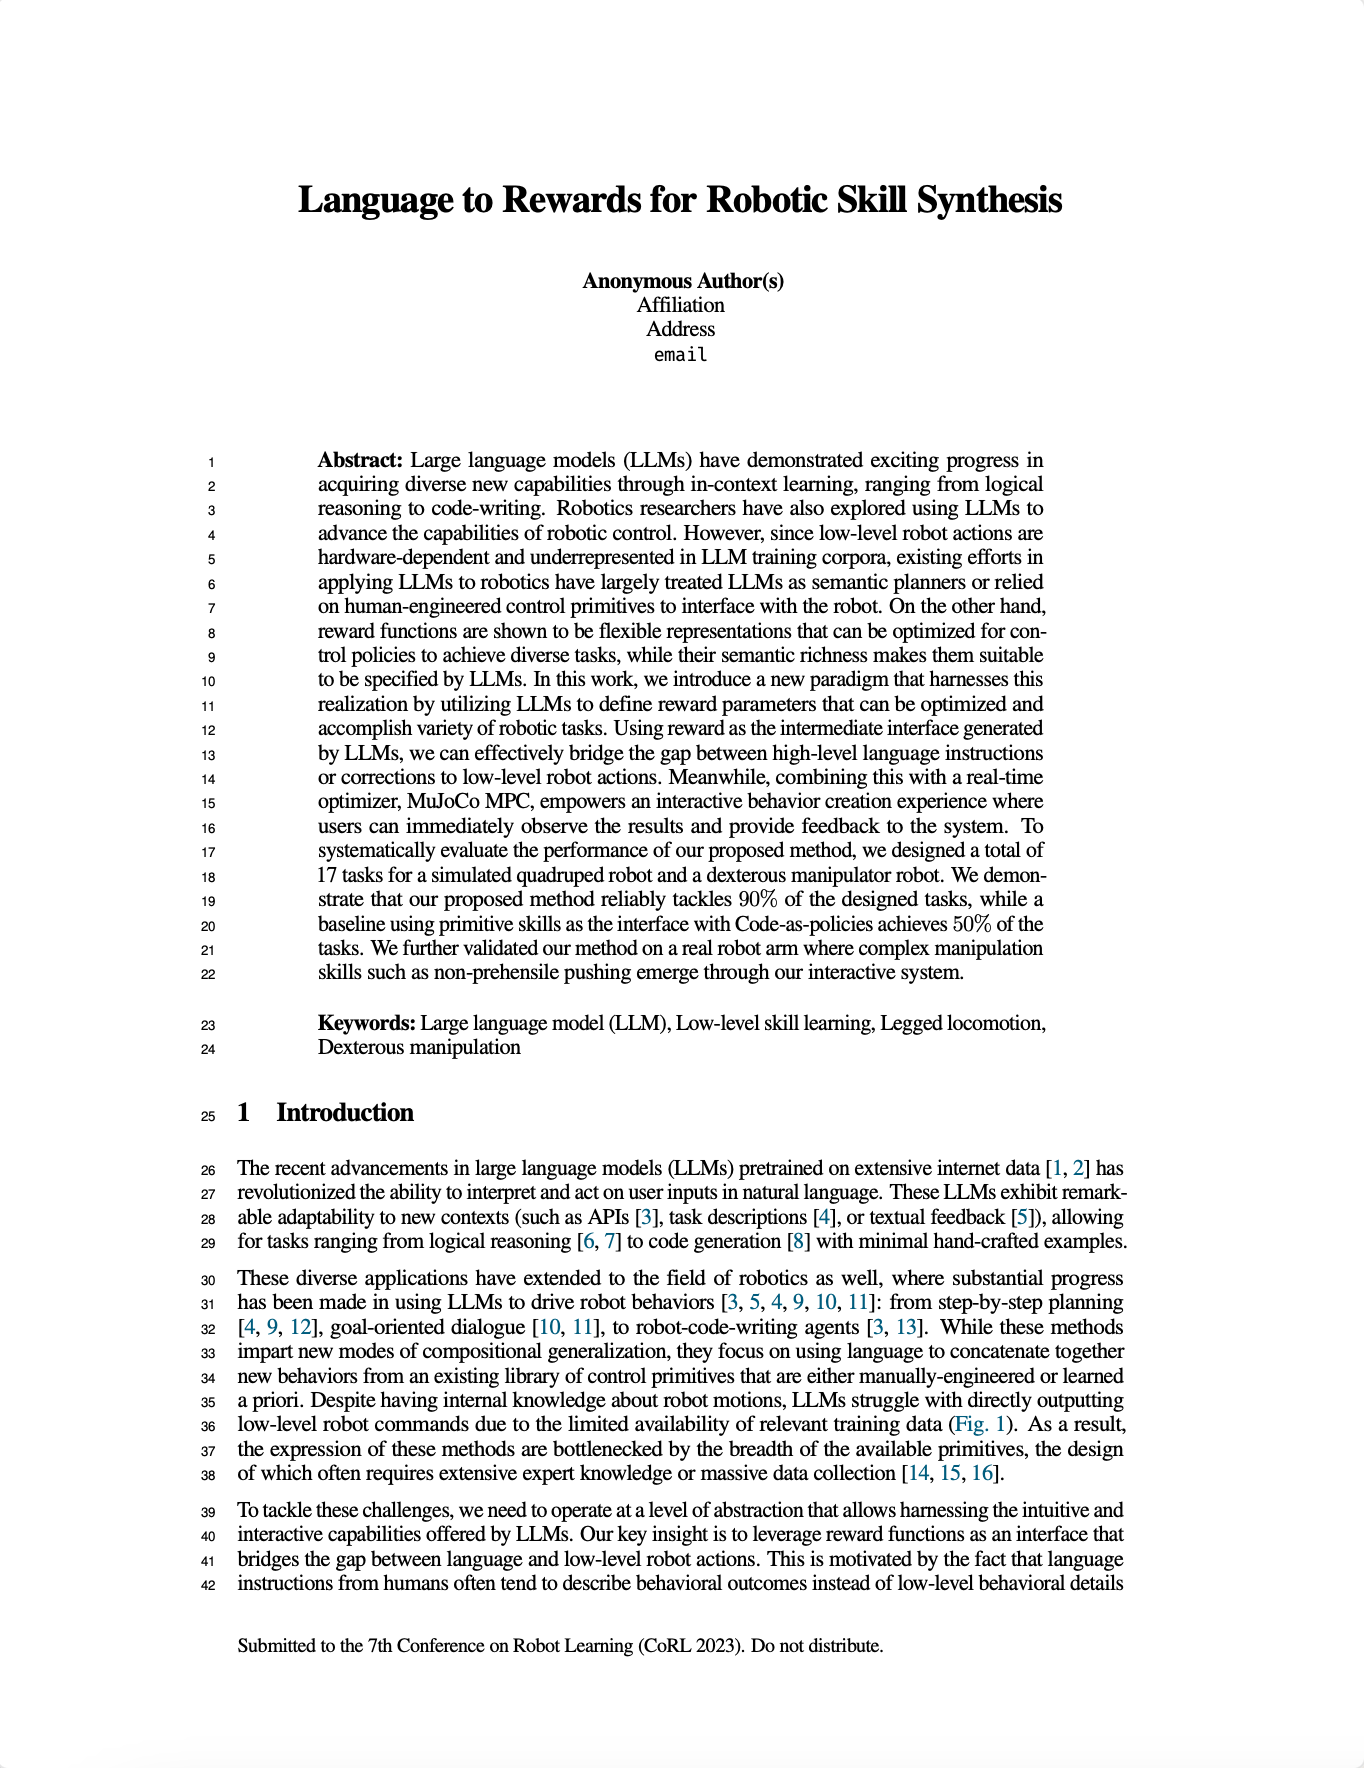 Language to Rewards for Robotic Skill Synthesis
Anonymous Author(s)
Affiliation
Address
email
1 Abstract: Large language models (LLMs) have demonstrated exciting progress in
2 acquiring diverse new capabilities through in-context learning, ranging from logical
3 reasoning to code-writing. Robotics researchers have also explored using LLMs to
4 advance the capabilities of robotic control. However, since low-level robot actions are
5 hardware-dependent and underrepresented in LLM training corpora, existing efforts in
6 applying LLMs to robotics have largely treated LLMs as semantic planners or relied
7 on human-engineered control primitives to interface with the robot. On the other hand,
8 reward functions are shown to be flexible representations that can be optimized for con-
9 trol policies to achieve diverse tasks, while their semantic richness makes them suitable
10 to be specified by LLMs. In this work, we introduce a new paradigm that harnesses this
11 realization by utilizing LLMs to define reward parameters that can be optimized and
12 accomplish variety of robotic tasks. Using reward as the intermediate interface generated
13 by LLMs, we can effectively bridge the gap between high-level language instructions
14 or corrections to low-level robot actions. Meanwhile, combining this with a real-time
15 optimizer, MuJoCo MPC, empowers an interactive behavior creation experience where
16 users can immediately observe the results and provide feedback to the system. To
17 systematically evaluate the performance of our proposed method, we designed a total of
18 17 tasks for a simulated quadruped robot and a dexterous manipulator robot. We demon-
19 strate that our proposed method reliably tackles 90% of the designed tasks, while a
20 baseline using primitive skills as the interface with Code-as-policies achieves 50% of the
21 tasks. We further validated our method on a real robot arm where complex manipulation
22 skills such as non-prehensile pushing emerge through our interactive system.
23 Keywords: Large language model (LLM), Low-level skill learning, Legged locomotion,
24 Dexterous manipulation
25 1 Introduction
26 The recent advancements in large language models (LLMs) pretrained on extensive internet data [1, 2] has
27 revolutionized the ability to interpret and act on user inputs in natural language. These LLMs exhibit remark-
28 able adaptability to new contexts (such as APIs [3], task descriptions [4], or textual feedback [5]), allowing
29 for tasks ranging from logical reasoning [6, 7] to code generation [8] with minimal hand-crafted examples.
30 These diverse applications have extended to the field of robotics as well, where substantial progress
31 has been made in using LLMs to drive robot behaviors [3, 5, 4, 9, 10, 11]: from step-by-step planning
32 [4, 9, 12], goal-oriented dialogue [10, 11], to robot-code-writing agents [3, 13]. While these methods
33 impart new modes of compositional generalization, they focus on using language to concatenate together
34 new behaviors from an existing library of control primitives that are either manually-engineered or learned
35 a priori. Despite having internal knowledge about robot motions, LLMs struggle with directly outputting
36 low-level robot commands due to the limited availability of relevant training data (Fig. 1). As a result,
37 the expression of these methods are bottlenecked by the breadth of the available primitives, the design
38 of which often requires extensive expert knowledge or massive data collection [14, 15, 16].
39 To tackle these challenges, we need to operate at a level of abstraction that allows harnessing the intuitive and
40 interactive capabilities offered by LLMs. Our key insight is to leverage reward functions as an interface that
41 bridges the gap between language and low-level robot actions. This is motivated by the fact that language
42 instructions from humans often tend to describe behavioral outcomes instead of low-level behavioral details
Submitted to the 7th Conference on Robot Learning (CoRL 2023). Do not distribute.